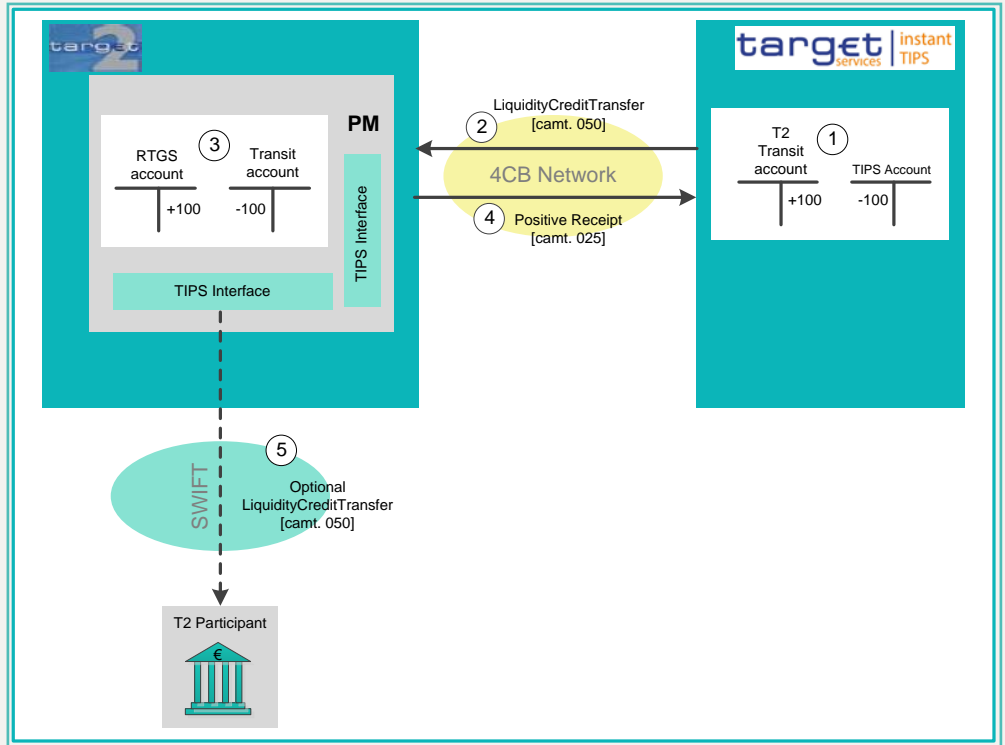 target
2
target
services
instant
TIPS
PM
3
RTGS
account
Transit
account
+100
-100
TIPS Interface
TIPS Interface
LiquidityCreditTransfer
2
[camt. 050]
4CB Network
4
Positive Receipt
[camt. 025]
1
T2
Transit
account
TIPS Account
+100
-100
5
SWIFT
Optional
LiquidityCreditTransfer
[camt. 050]
T2 Participant
€